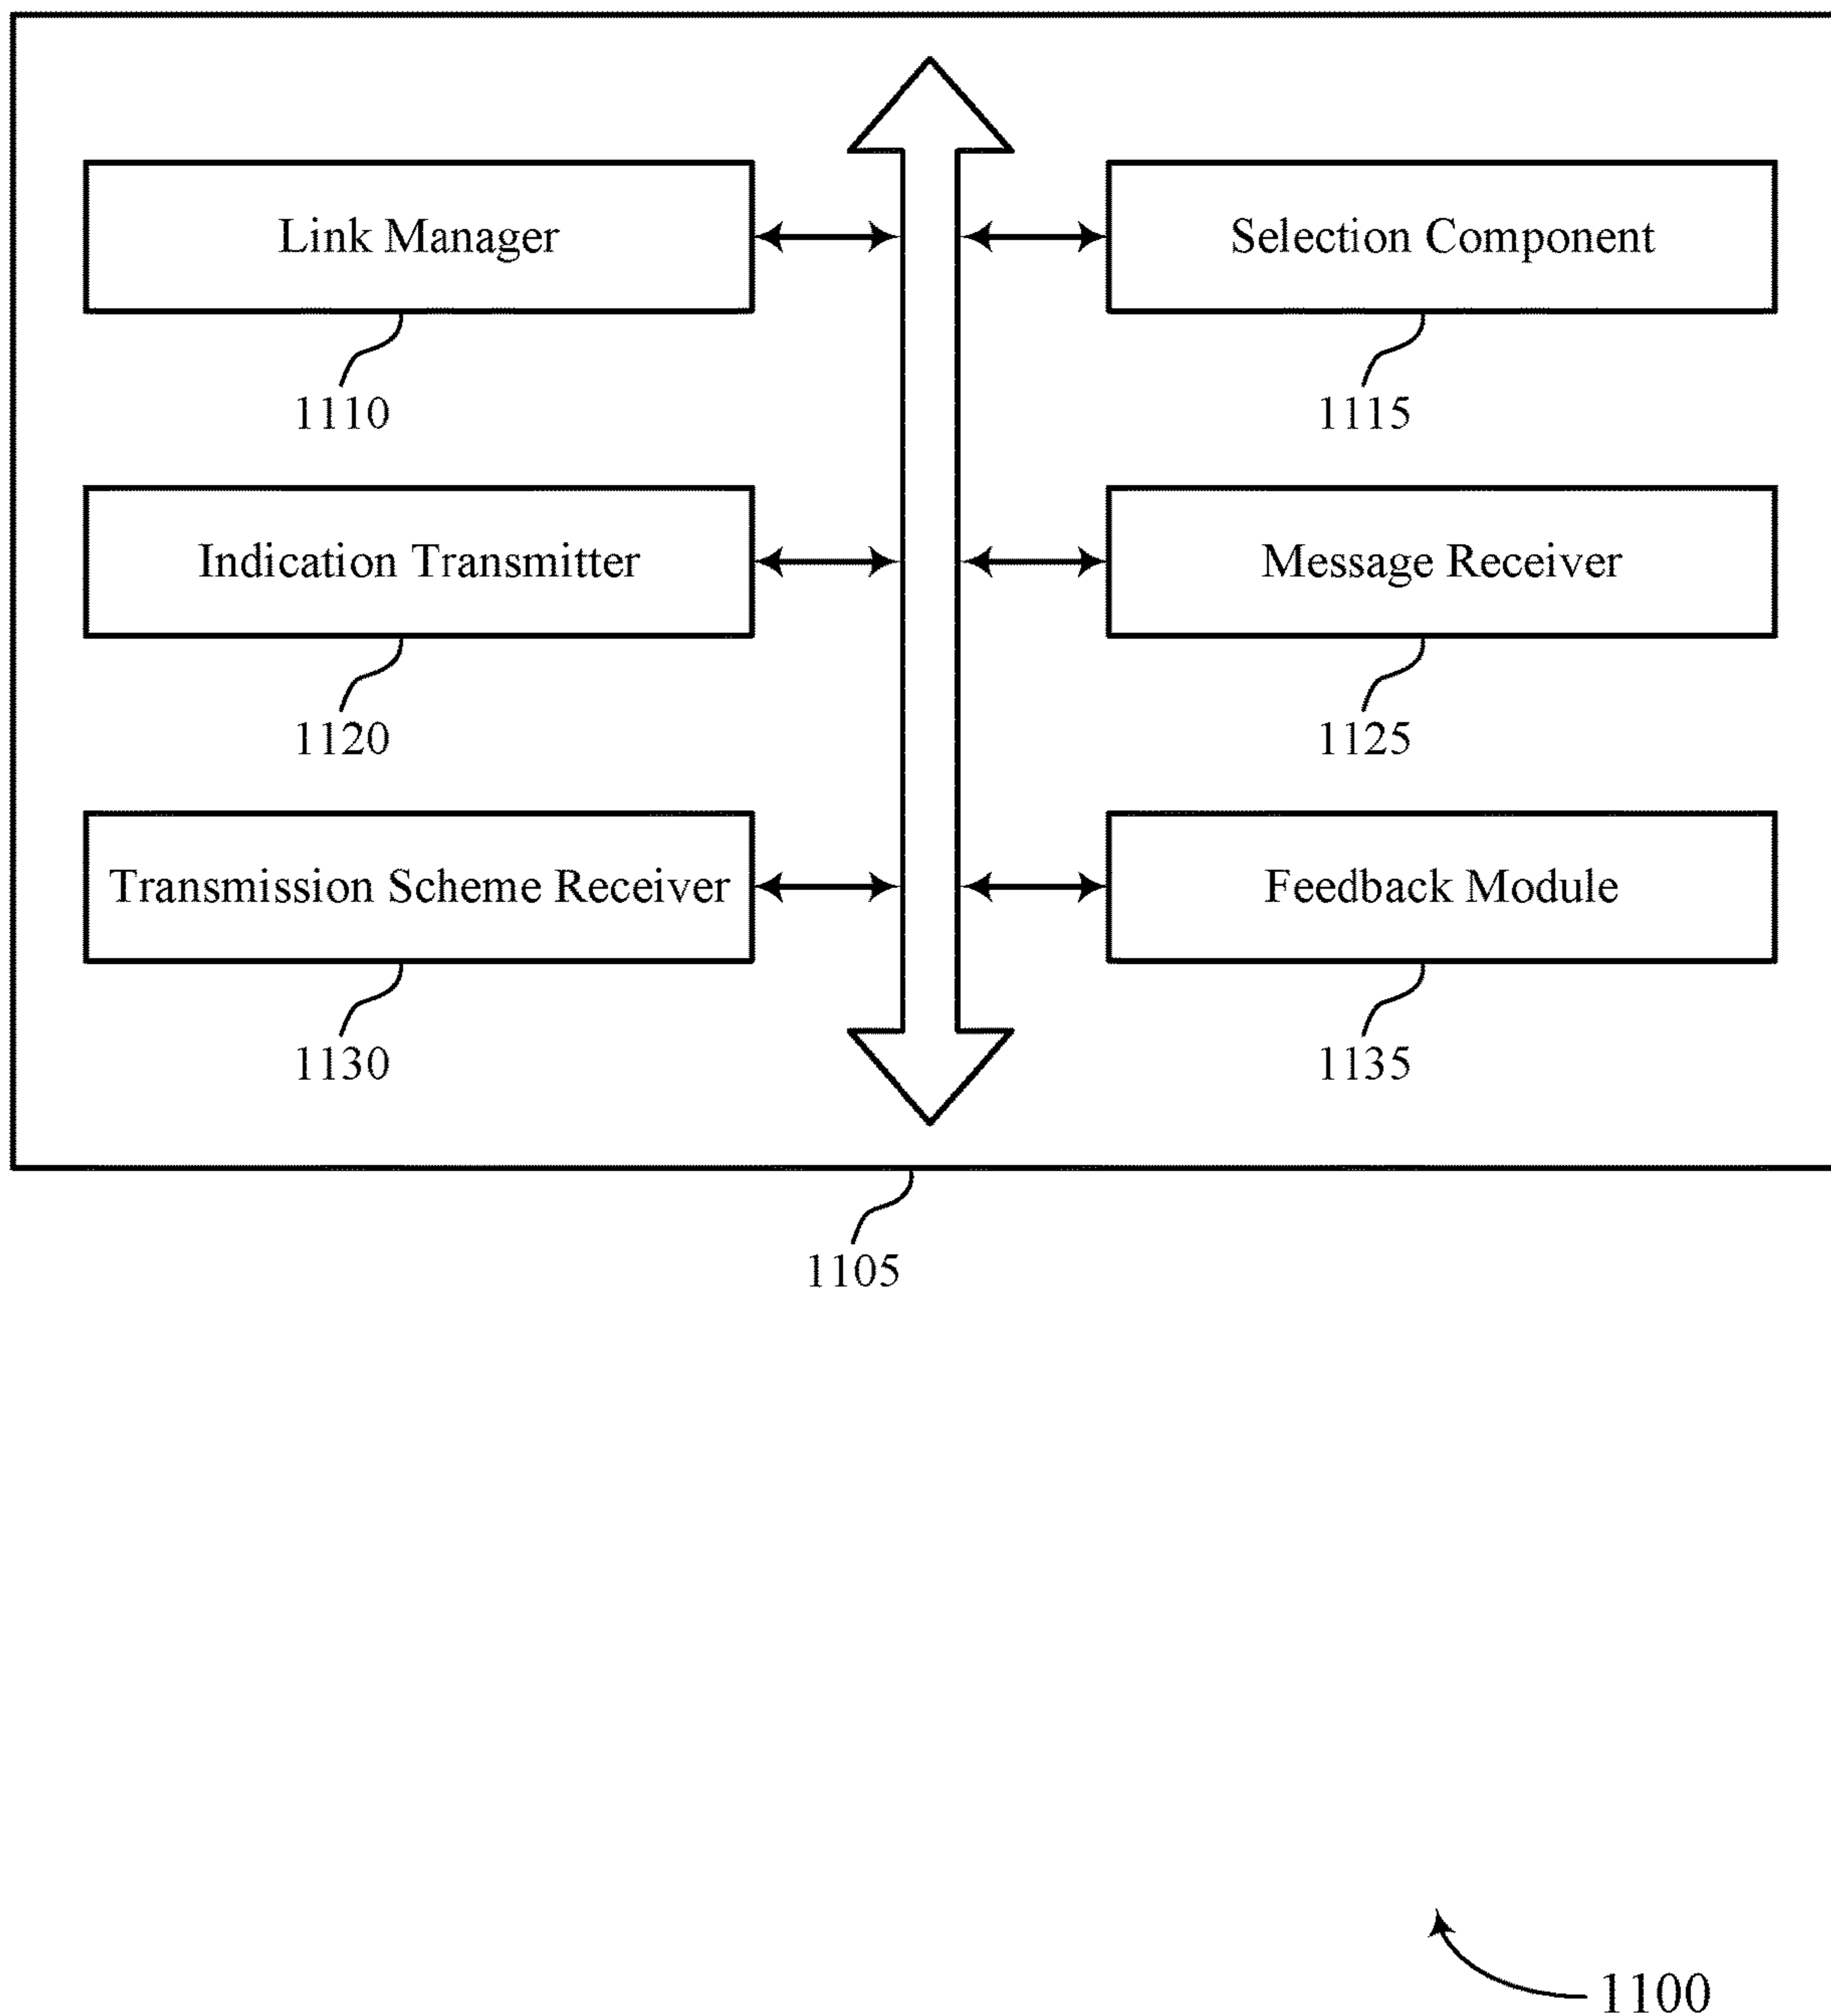 Link Manager
Selection Component
1110
1115
Indication Transmitter
Message Receiver
1120
1125
Transmission Scheme Receiver
Feedback Module
1130
1135
1105
1100